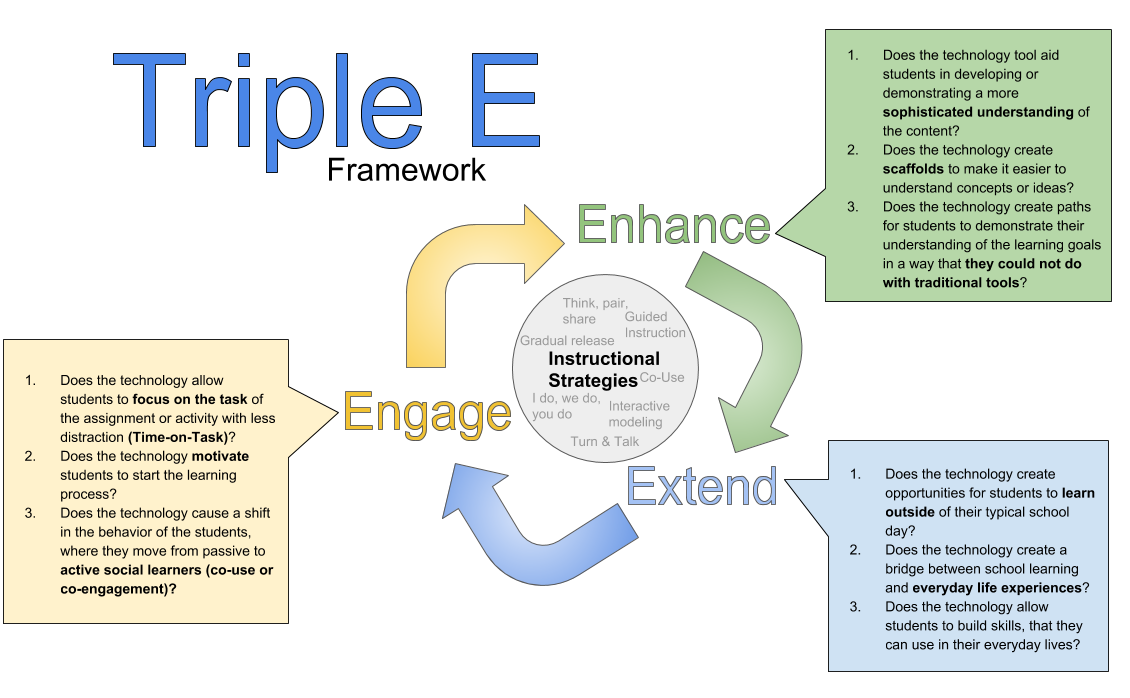 Triple E
Framework
Enhance
1. Does the technology tool aid
students in developing or
demonstrating a more
sophisticated understanding of
the content?
2. Does the technology create
scaffolds to make it easier to
understand concepts or ideas?
3. Does the technology create paths
for students to demonstrate their
understanding of the learning goals
in a way that they could not do
with traditional tools?
Think, pair,
share
Guided
Instruction
Gradual release
Instructional
Strategies
Co-Use
I do, we do,
you do
Interactive
modeling
Turn & Talk
Engage
1. Does the technology allow
students to focus on the task of
the assignment or activity with less
distraction (Time-on-Task)?
2. Does the technology motivate
students to start the learning
process?
3. Does the technology cause a shift
in the behavior of the students,
where they move from passive to
active social learners (co-use or
co-engagement)?
Extend
1. Does the technology create
opportunities for students to learn
outside of their typical school
day?
2. Does the technology create a
bridge between school learning
and everyday life experiences?
3. Does the technology allow
students to build skills, that they
can use in their everyday lives?